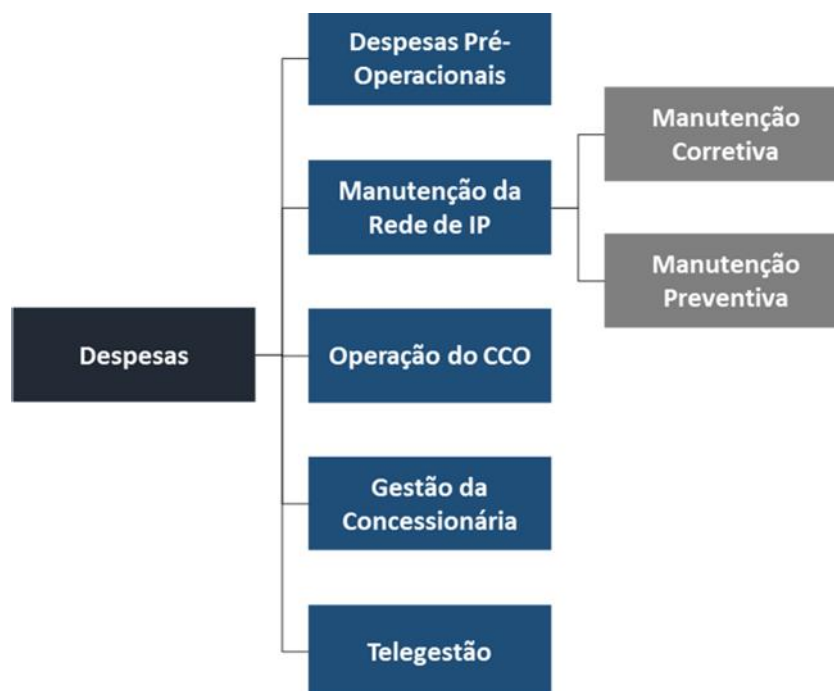 Despesas Pré-
Operacionais
Manutenção
Corretiva
Manutenção da
Rede de IP
Manutenção
Preventiva
Despesas
Operação do CCO
Gestão da
Concessionária
Telegestão